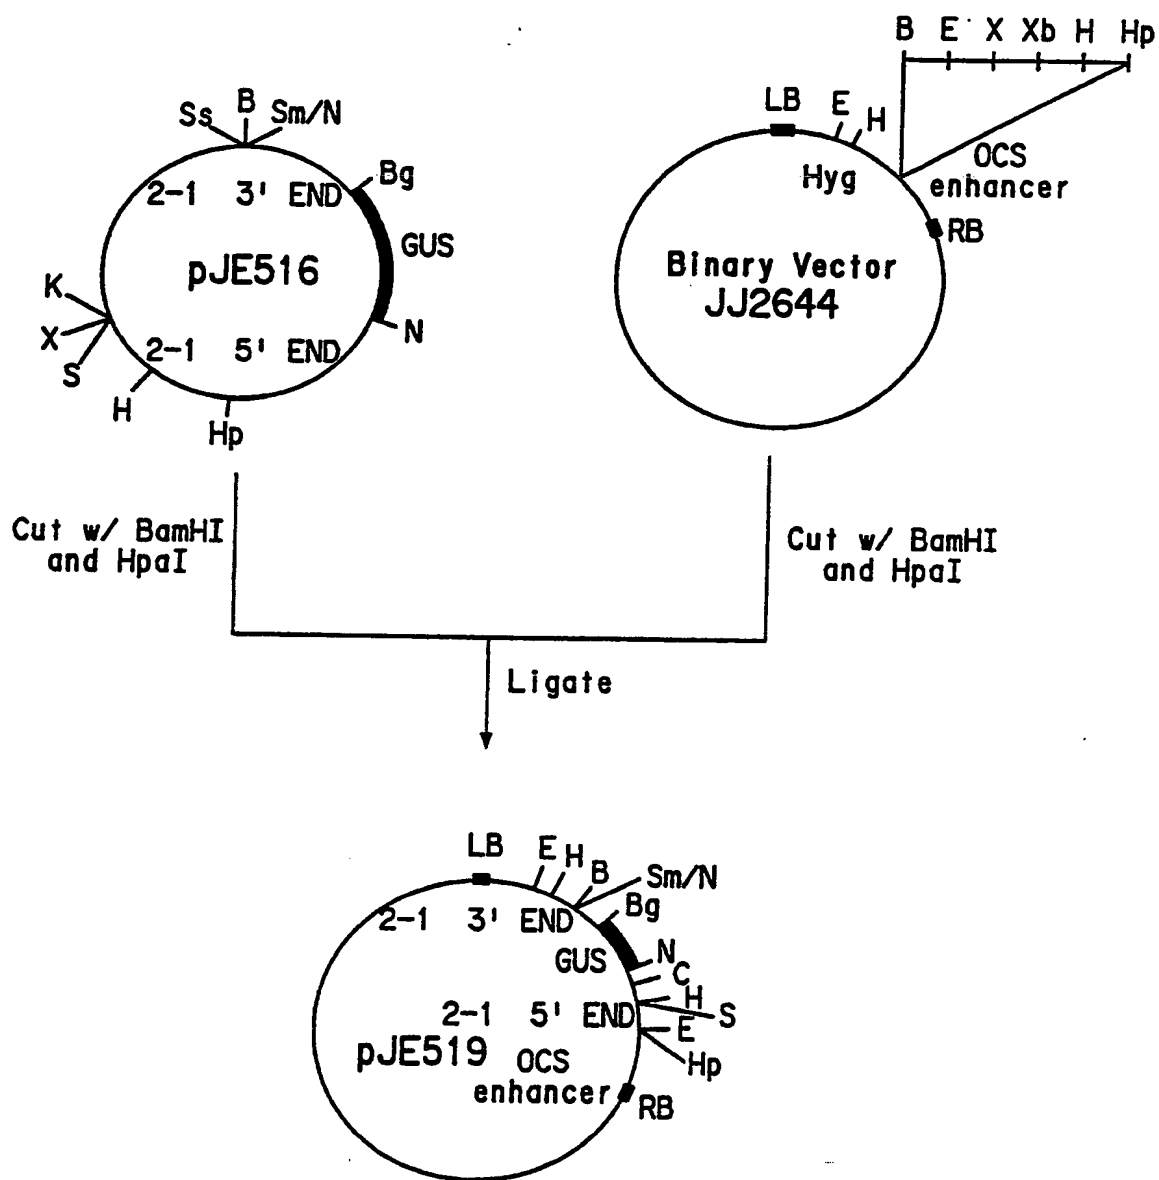 B E X Xb H Hp
Ss B Sm/N
LB E H
OCS
enhancer
2-1 3' END
Bg
Hyg
GUS
RB
pJE516
Binary Vector
JJ2644
K
X
S
N
2-1 5' END
H
Hp
Cut w/ BamHI
and HpaI
Cut w/ BamHI
and HpaI
Ligate
LB E H B Sm/N
Bg
2-1 3' END
GUS
N
C
H
S
2-1 5' END
E
Hp
pJE519
OCS
enhancer
RB